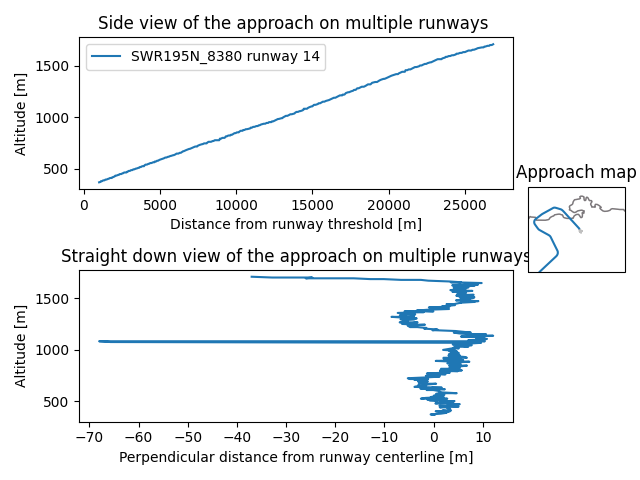 Side view of the approach on multiple runways
SWR195N_8380 runway 14
Altitude [m]
1500
1000
500
0
5000
10000
15000
20000
25000
Distance from runway threshold [m]
Approach map
Straight down view of the approach on multiple runways
Altitude [m]
1500
1000
500
−70
−60
−50
−40
−30
−20
−10
0
10
Perpendicular distance from runway centerline [m]